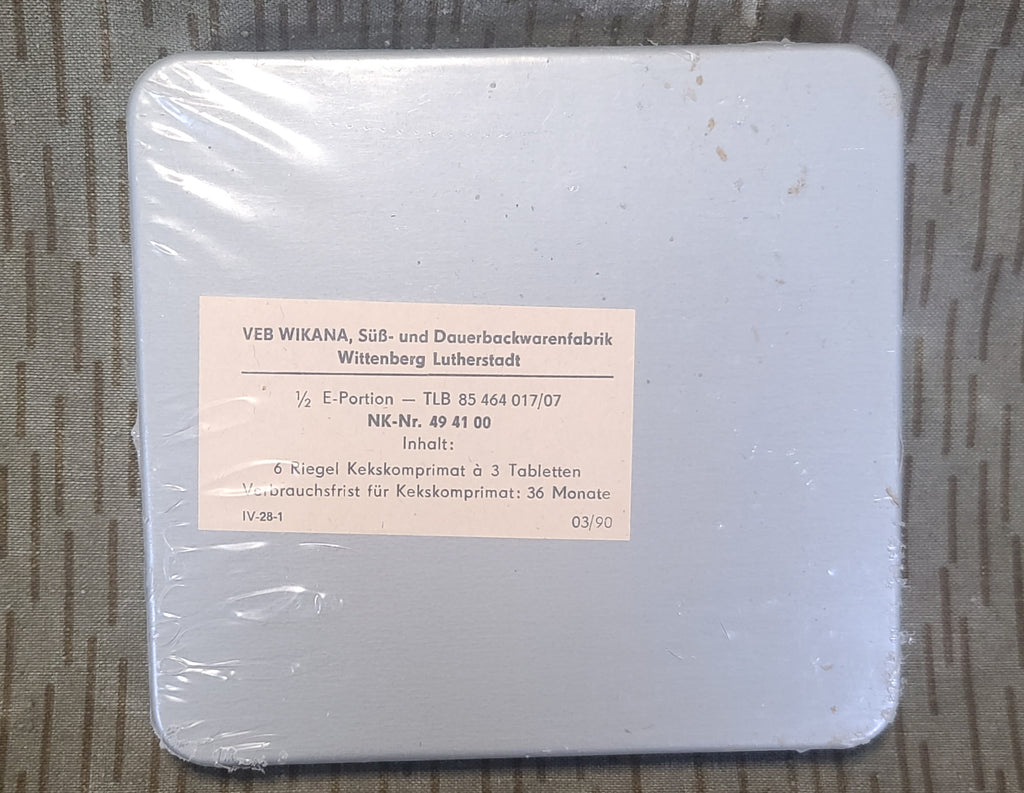 VEB WIKANA, Süß- und Dauerbackwarenfabrik
Wittenberg Lutherstadt
½ E-Portion — TLB 85 464 017/07
NK-Nr. 49 41 00
Inhalt:
6 Riegel Kekskomprimat à 3 Tabletten
Verbrauchsfrist für Kekskomprimat: 36 Monate
IV-28-1 03/90